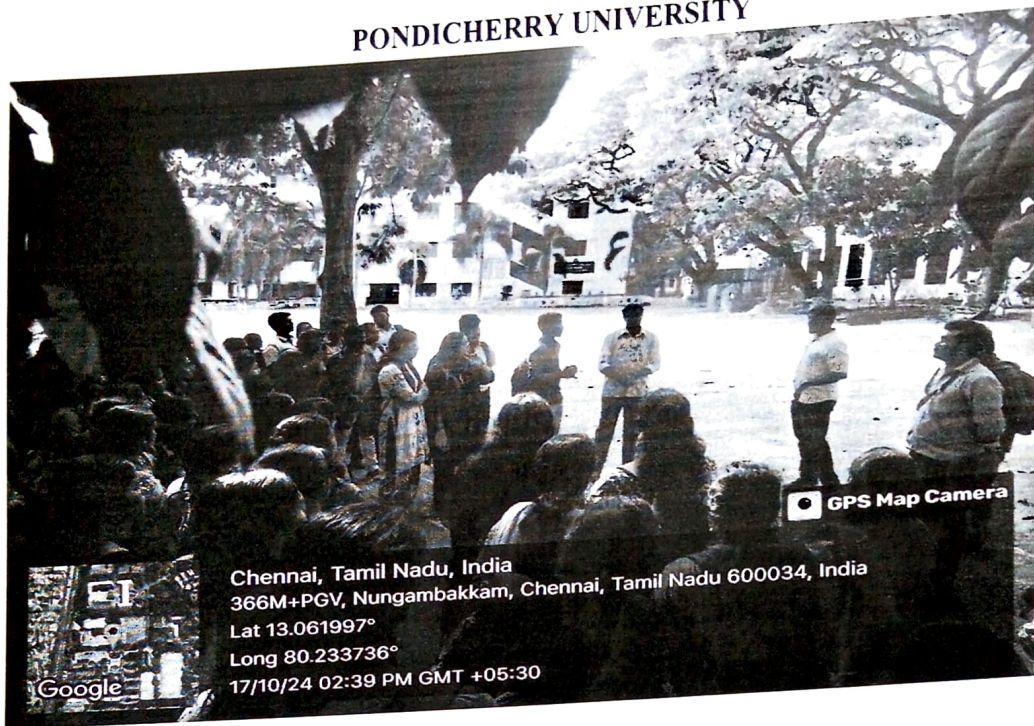 PONDICHERRY UNIVERSITY
GPS Map Camera
Chennai, Tamil Nadu, India
366M+PGV, Nungambakkam, Chennai, Tamil Nadu 600034, India
Lat 13.061997°
Long 80.233736°
17/10/24 02:39 PM GMT +05:30
Google